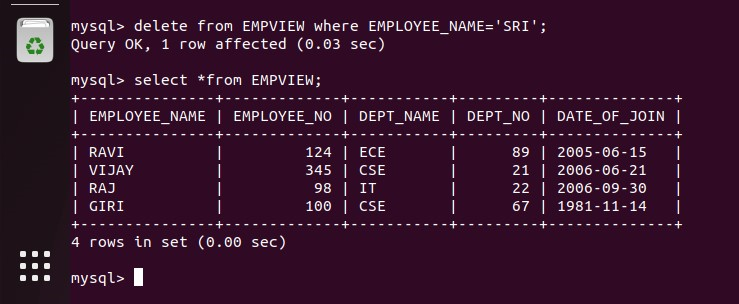 mysql> delete from EMPVIEW where EMPLOYEE_NAME='SRI';
Query OK, 1 row affected (0.03 sec)
mysql> select *from EMPVIEW;
+---------------+-------------+-----------+---------+--------------+
| EMPLOYEE_NAME | EMPLOYEE_NO | DEPT_NAME | DEPT_NO | DATE_OF_JOIN |
+---------------+-------------+-----------+---------+--------------+
| RAVI          |         124 | ECE       |      89 | 2005-06-15   |
| VIJAY         |         345 | CSE       |      21 | 2006-06-21   |
| RAJ           |          98 | IT        |      22 | 2006-09-30   |
| GIRI          |         100 | CSE       |      67 | 1981-11-14   |
+---------------+-------------+-----------+---------+--------------+
4 rows in set (0.00 sec)
mysql>